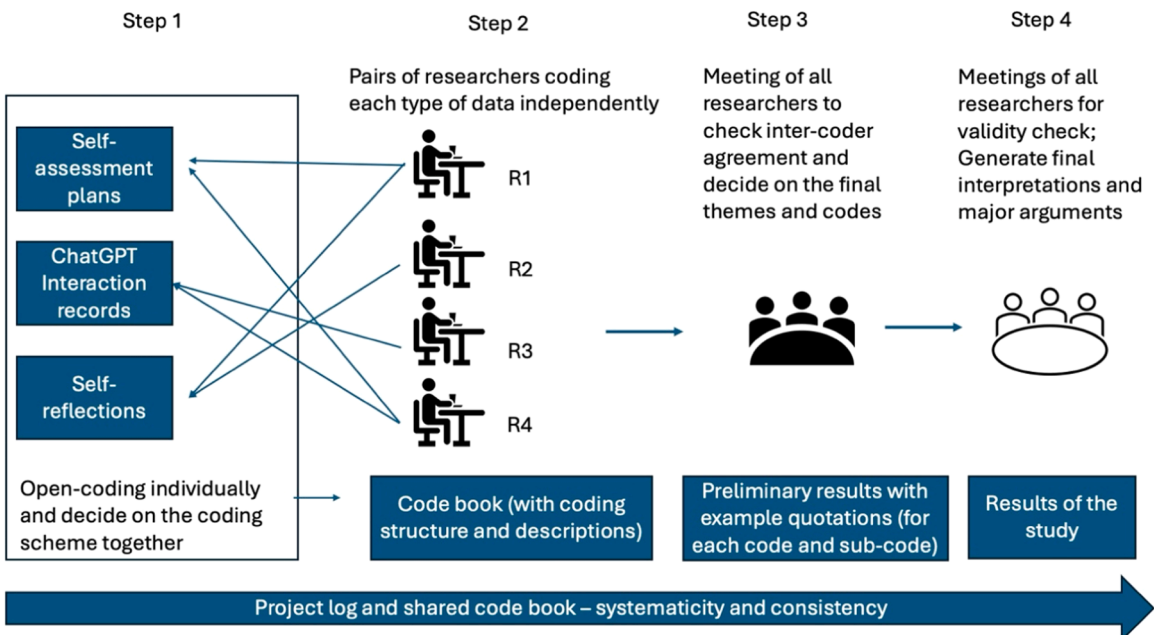 Step 1
Step 2
Step 3
Step 4
Pairs of researchers coding
each type of data independently
Meeting of all
researchers to
check inter-coder
agreement and
decide on the final
themes and codes
Meetings of all
researchers for
validity check;
Generate final
interpretations and
major arguments
Self-
assessment
plans
ChatGPT
Interaction
records
Self-
reflections
R1
R2
R3
R4
Open-coding individually
and decide on the coding
scheme together
Code book (with coding
structure and descriptions)
Preliminary results with
example quotations (for
each code and sub-code)
Results of the
study
Project log and shared code book – systematicity and consistency